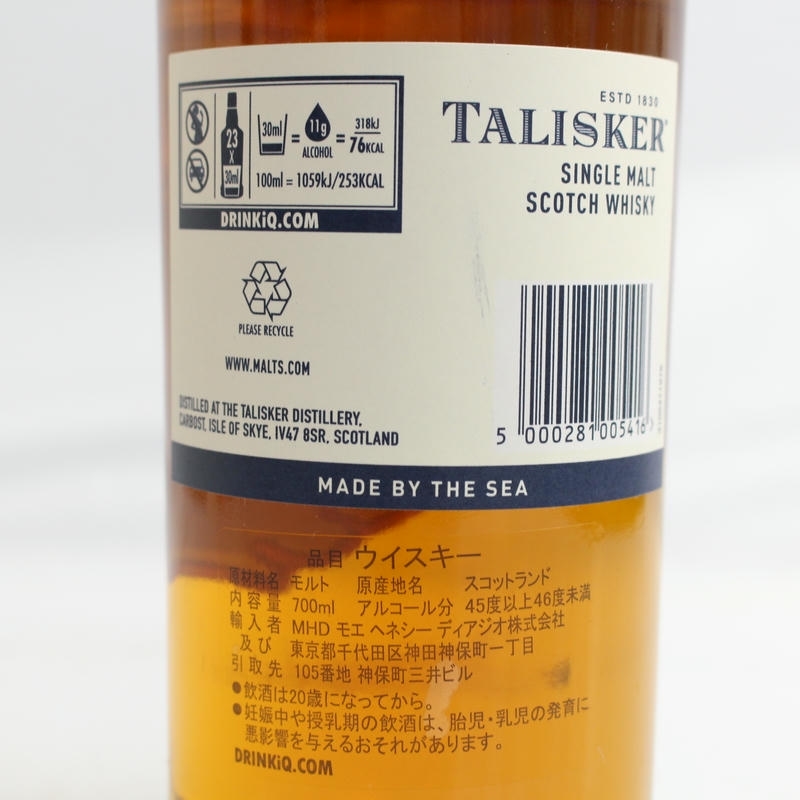 ESTD 1830
TALISKER
SINGLE MALT
SCOTCH WHISKY
23
X
30ml
30ml = 11g = 318kJ
ALCOHOL 76KCAL
100ml = 1059kJ/253KCAL
DRINKiQ.COM
PLEASE RECYCLE
WWW.MALTS.COM
DISTILLED AT THE TALISKER DISTILLERY,
CARBOST, ISLE OF SKYE, IV47 8SR, SCOTLAND
5 000281 005416 >
MADE BY THE SEA
品目 ウイスキー
原材料名 モルト 原産地名 スコットランド
内容量 700ml アルコール分 45度以上46度未満
輸入者 MHD モエ ヘネシー ディアジオ株式会社
及び 東京都千代田区神田神保町一丁目
引取先 105番地 神保町三井ビル
●飲酒は20歳になってから。
●妊娠中や授乳期の飲酒は、胎児・乳児の発育に
悪影響を与えるおそれがあります。
DRINKiQ.COM